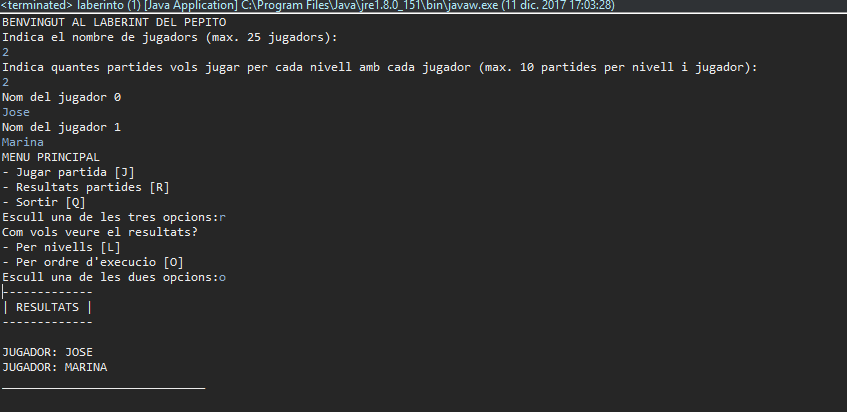 <terminated> laberinto (1) [Java Application] C:\Program Files\Java\jre1.8.0_151\bin\javaw.exe (11 dic. 2017 17:03:28)
BENVINGUT AL LABERINT DEL PEPITO
Indica el nombre de jugadors (max. 25 jugadors):
2
Indica quantes partides vols jugar per cada nivell amb cada jugador (max. 10 partides per nivell i jugador):
2
Nom del jugador 0
Jose
Nom del jugador 1
Marina
MENU PRINCIPAL
- Jugar partida [J]
- Resultats partides [R]
- Sortir [Q]
Escull una de les tres opcions:r
Com vols veure el resultats?
- Per nivells [L]
- Per ordre d'execucio [O]
Escull una de les dues opcions:o
-------------
| RESULTATS |
-------------
JUGADOR: JOSE
JUGADOR: MARINA
_____________________________